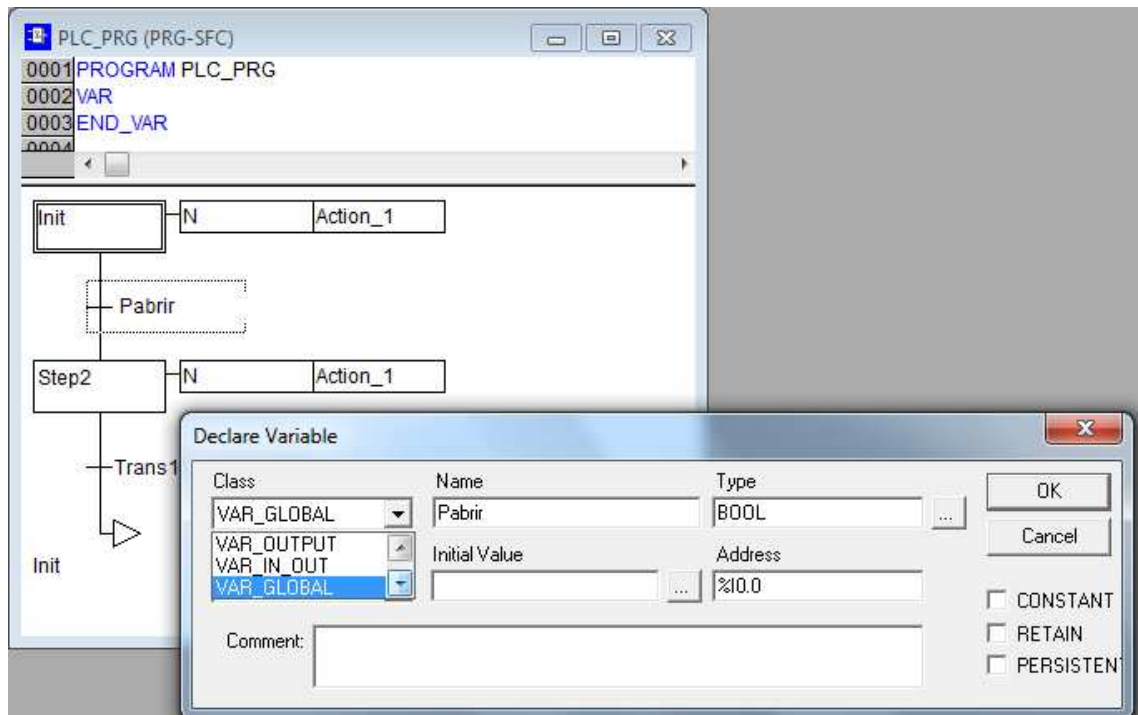 PLC_PRG (PRG-SFC)
0001 PROGRAM PLC_PRG
0002 VAR
0003 END_VAR
0004
Init
N Action_1
Pabrir
Step2
N Action_1
Trans1
Init
Declare Variable
Class Name Type
VAR_GLOBAL Pabrir BOOL ... OK
VAR_OUTPUT
VAR_IN_OUT
VAR_GLOBAL
Initial Value Address Cancel
... %I0.0
CONSTANT
RETAIN
PERSISTEN
Comment: